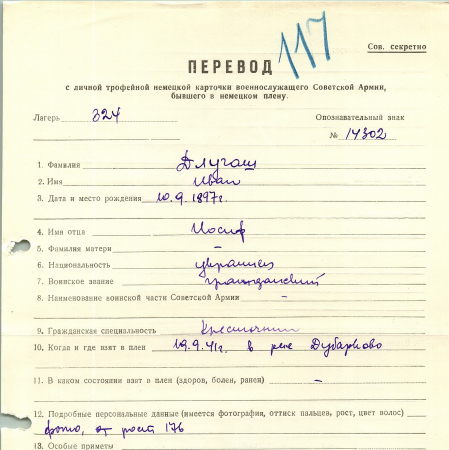 117
Сов. секретно
ПЕРЕВОД
с личной трофейной немецкой карточки военнослужащего Советской Армии,
бывшего в немецком плену.
Лагерь 324 Опознавательный знак
№ 14302
1. Фамилия Длугаш
2. Имя Иван
3. Дата и место рождения 10.9.1897г.
4. Имя отца Иосиф
5. Фамилия матери –
6. Национальность украинец
7. Воинское звание гражданский
8. Наименование воинской части Советской Армии –
9. Гражданская специальность Крестьянин
10. Когда и где взят в плен 19.9.41г. в р-не Дубарково
11. В каком состоянии взят в плен (здоров, болен, ранен) –
12. Подробные персональные данные (имеется фотография, оттиск пальцев, рост, цвет волос)
фото, от роста 176
13. Особые приметы